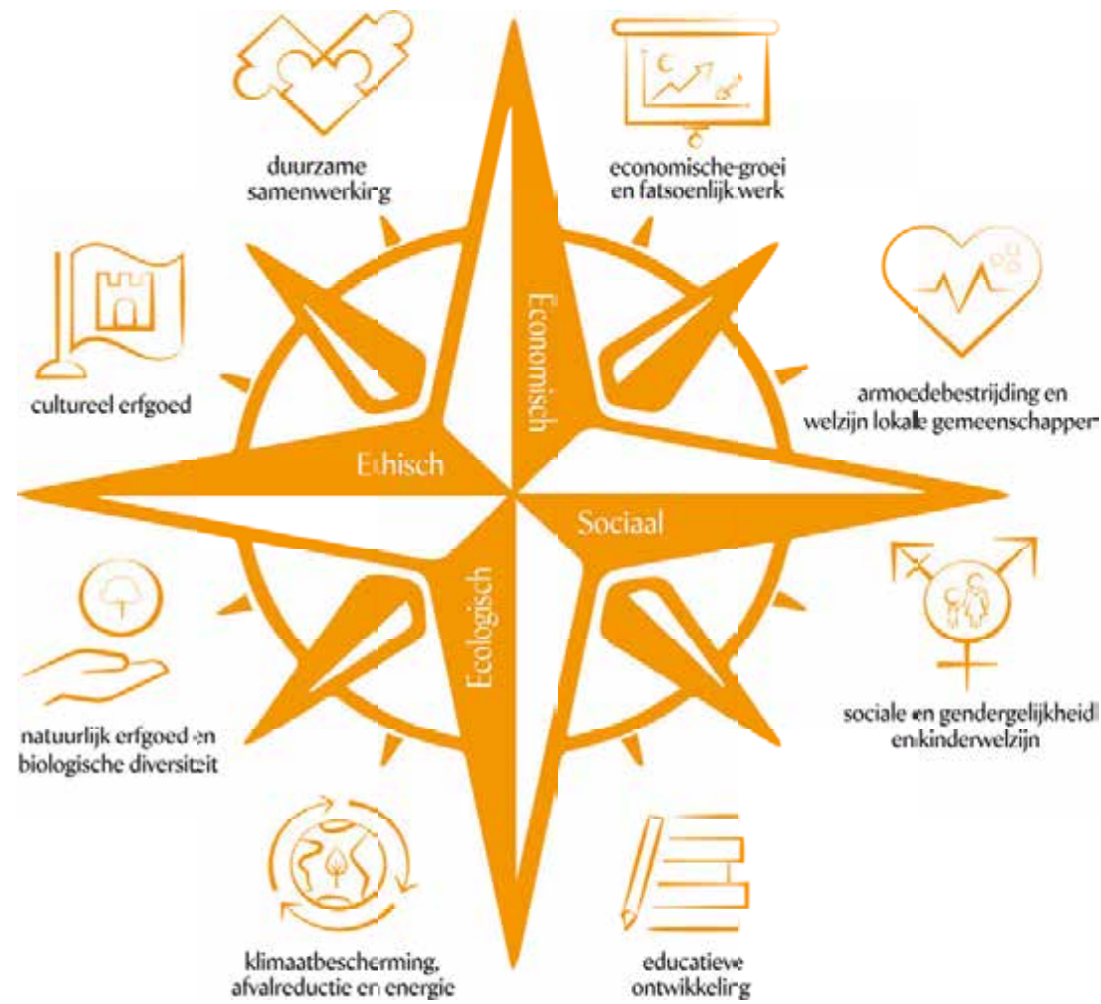 duurzame
samenwerking
economische groei
en fatsoenlijk werk
cultureel erfgoed
armoedebestrijding en
welzijn lokale gemeenschappen
Economisch
Ethisch
Sociaal
Ecologisch
natuurlijk erfgoed en
biologische diversiteit
sociale en gendergelijkheid
en kinderwelzijn
klimaatbescherming,
afvalreductie en energie
educatieve
ontwikkeling
€